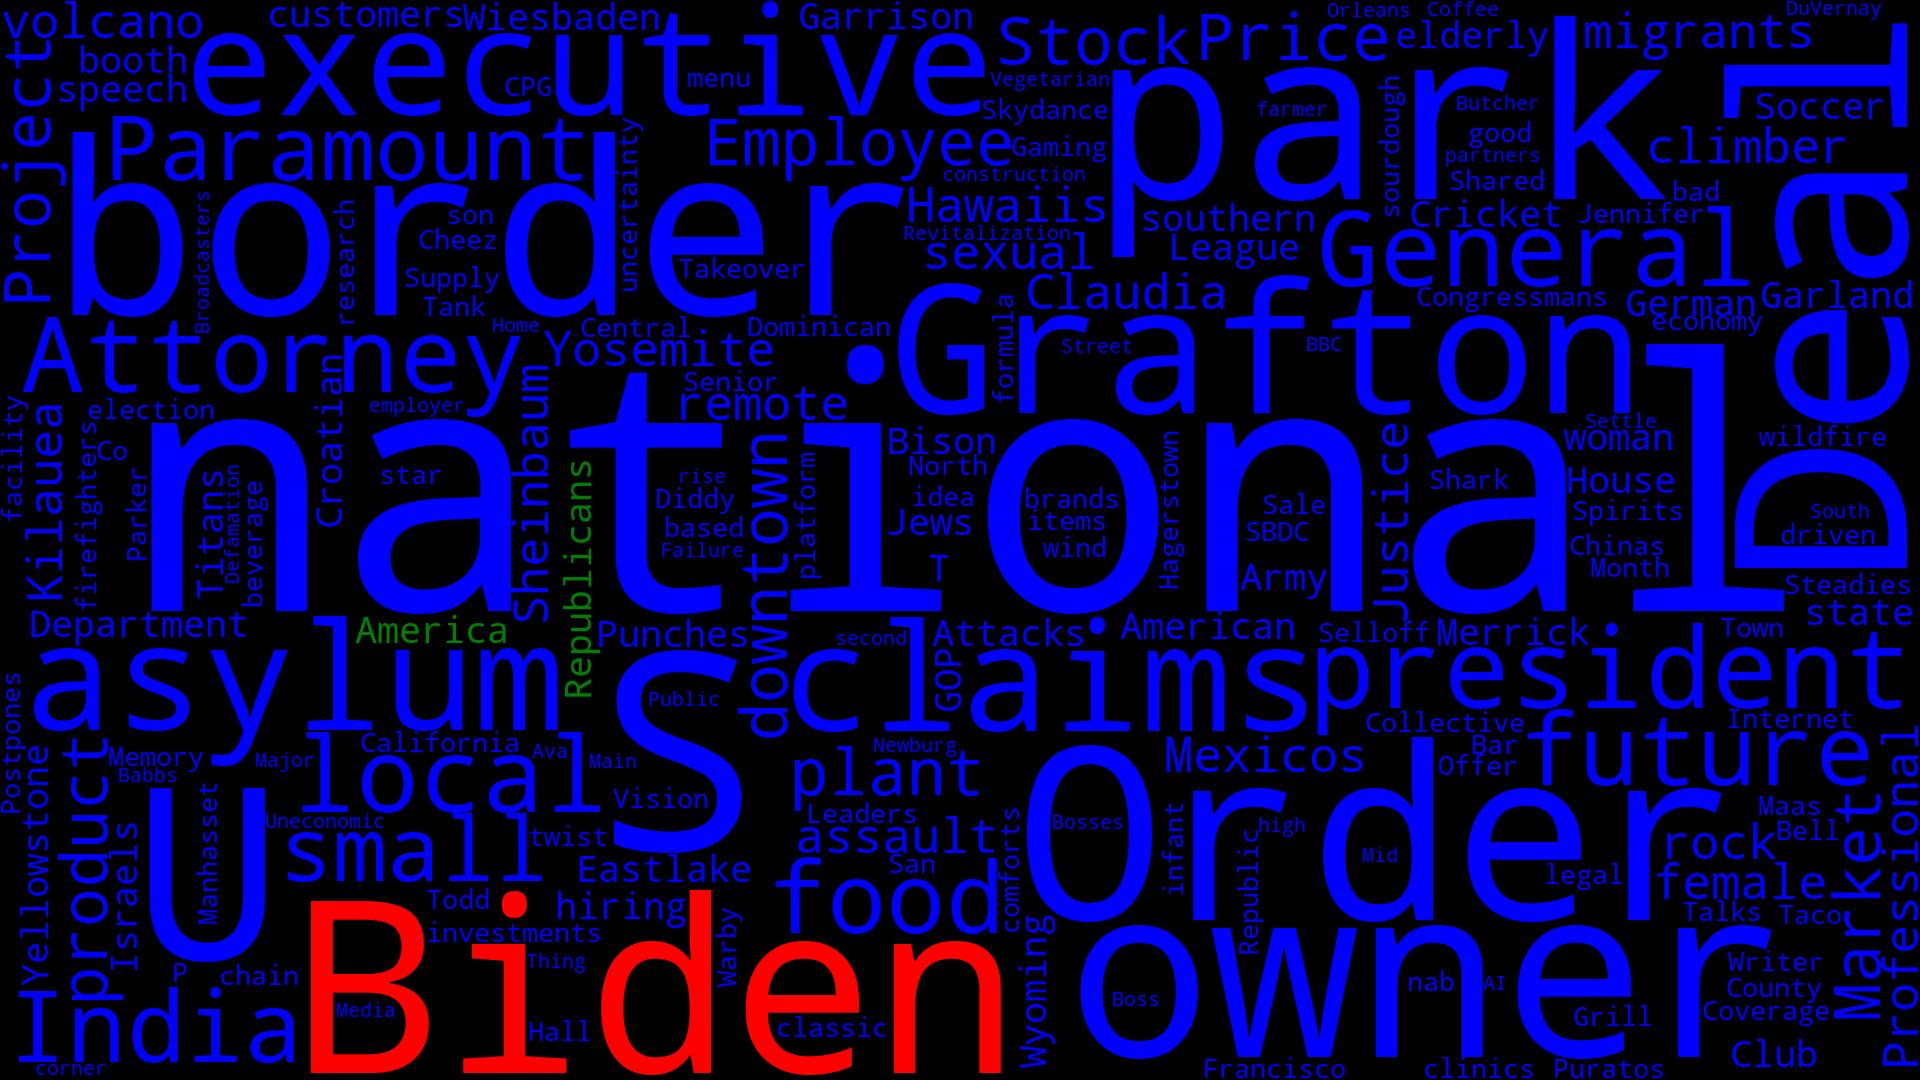 volcano
customers
Wiesbaden
Garrison
Orleans
Coffee
DuVernay
executive
Stock
Price
elderly
migrants
booth
speech
CPG
menu
Vegetarian
park
Deal
Project
Skydance
farmer
sourdough
Butcher
Soccer
Paramount
uncertainty
Employee
Gaming
good
partners
climber
construction
Shared
bad
border
Broadcasters
research
son
Cheez
Hawaiis
southern
Cricket
Jennifer
Revitalization
sexual
League
General
Supply
Tank
Takeover
Claudia
Congressmans
German
Garland
economy
Attorney
Home
Central
Dominican
Yosemite
Grafton
formula
Street
BBC
Croatian
Senior
remote
election
employer
facility
Kilauea
firefighters
Co
national
Sheinbaum
Republicans
Settle
woman
wildfire
Bison
North
Parker
Titans
Defamation
beverage
star
rise
Diddy
based
Failure
downtown
platform
idea
Jews
brands
items
wind
Hagerstown
Sale
SBDC
Justice
Shark
House
Spirits
South
driven
T
Army
Chinas
Month
Steadies
state
Department
America
Punches
second
Attacks
American
Selloff
Merrick
Town
asylum
S
Public
claims
GOP
president
Postpones
Yellowstone
product
Memory
Babbs
Major
California
Ava
Main
Newburg
Collective
Internet
Bar
Offer
future
Professional
local
Vision
plant
Mexicos
U
Manhasset
Israels
Uneconomic
small
twist
Leaders
assault
comforts
Order
Bosses
infant
Republic
high
Mid
Maas
Bell
rock
Market
Eastlake
San
food
legal
female
Todd
hiring
investments
Warby
Wyoming
owner
Talks
Taco
P
chain
Biden
Thing
Media
Hall
classic
Boss
nab
AI
Writer
County
Coverage
Grill
India
corner
Francisco
clinics
Puratos
Club